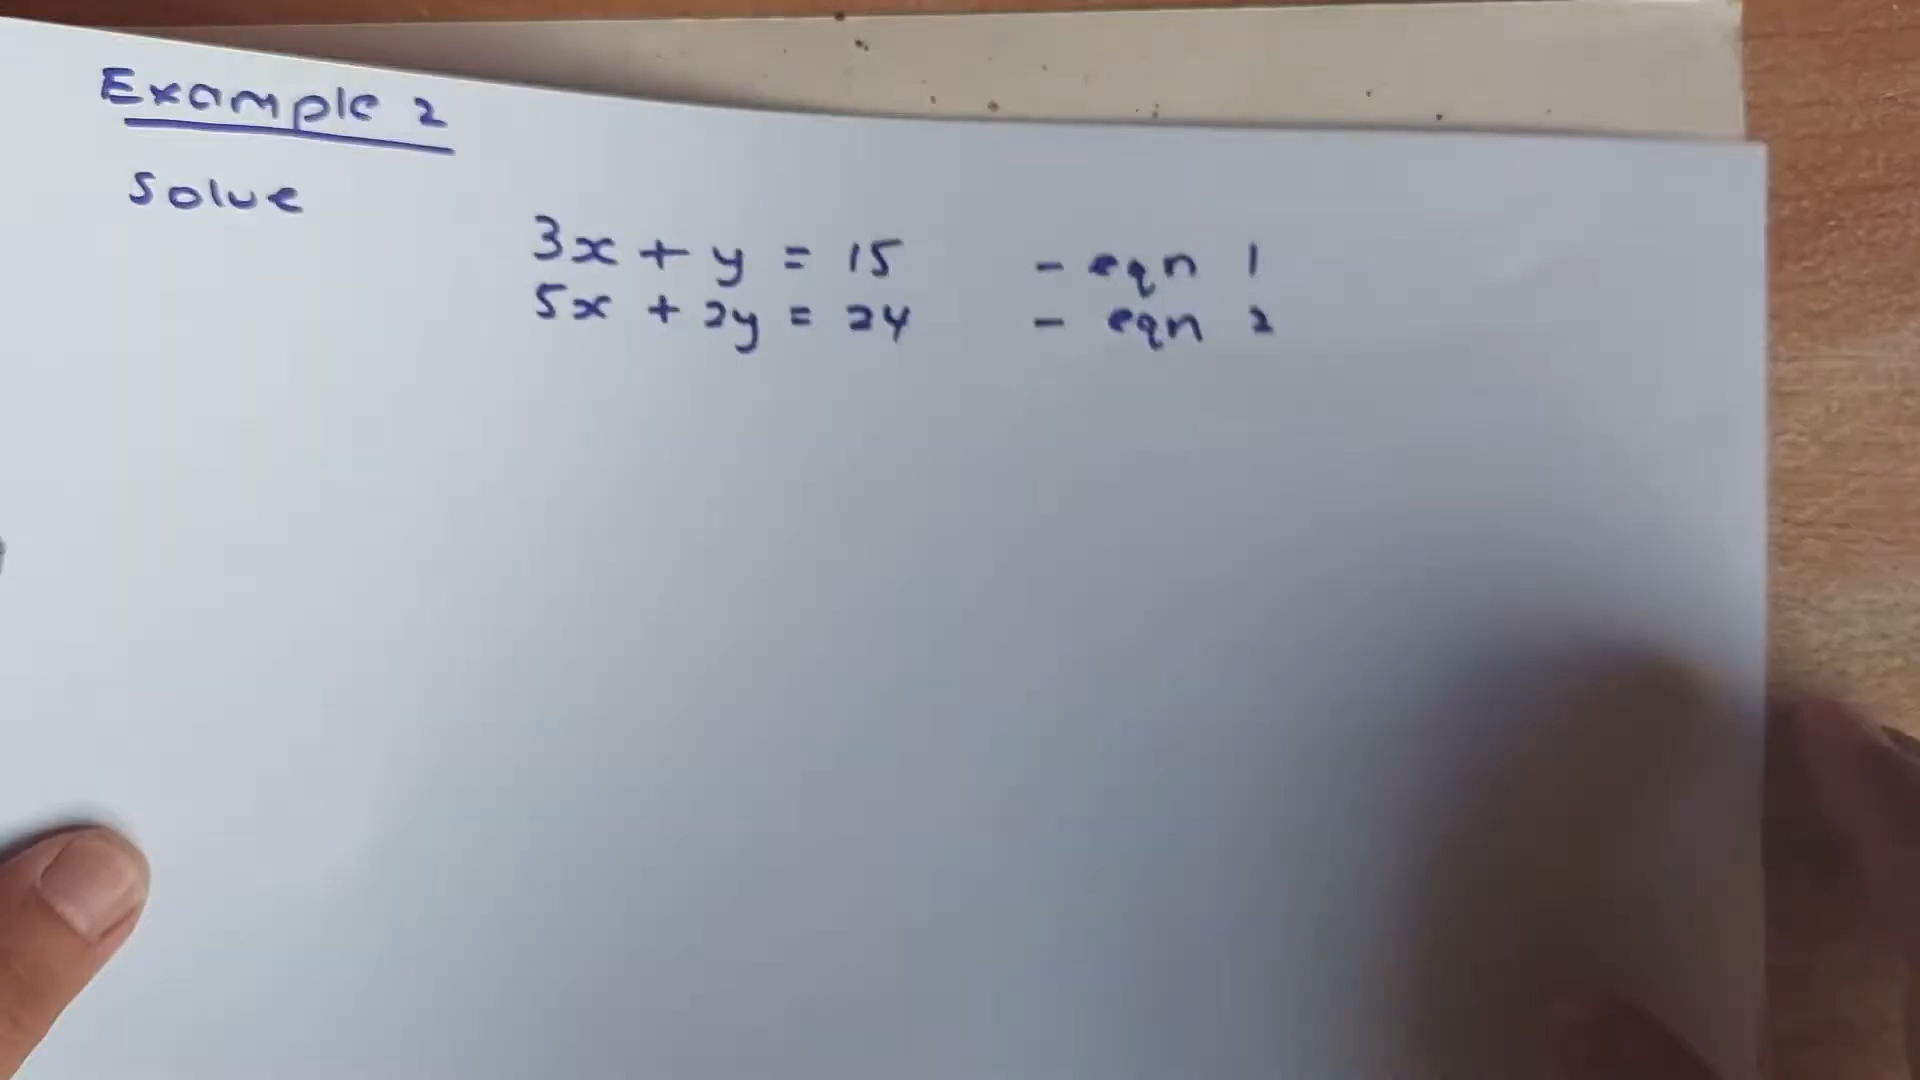 Example 2
Solve
3x + y = 15 - eqn 1
5x + 2y = 24 - eqn 2